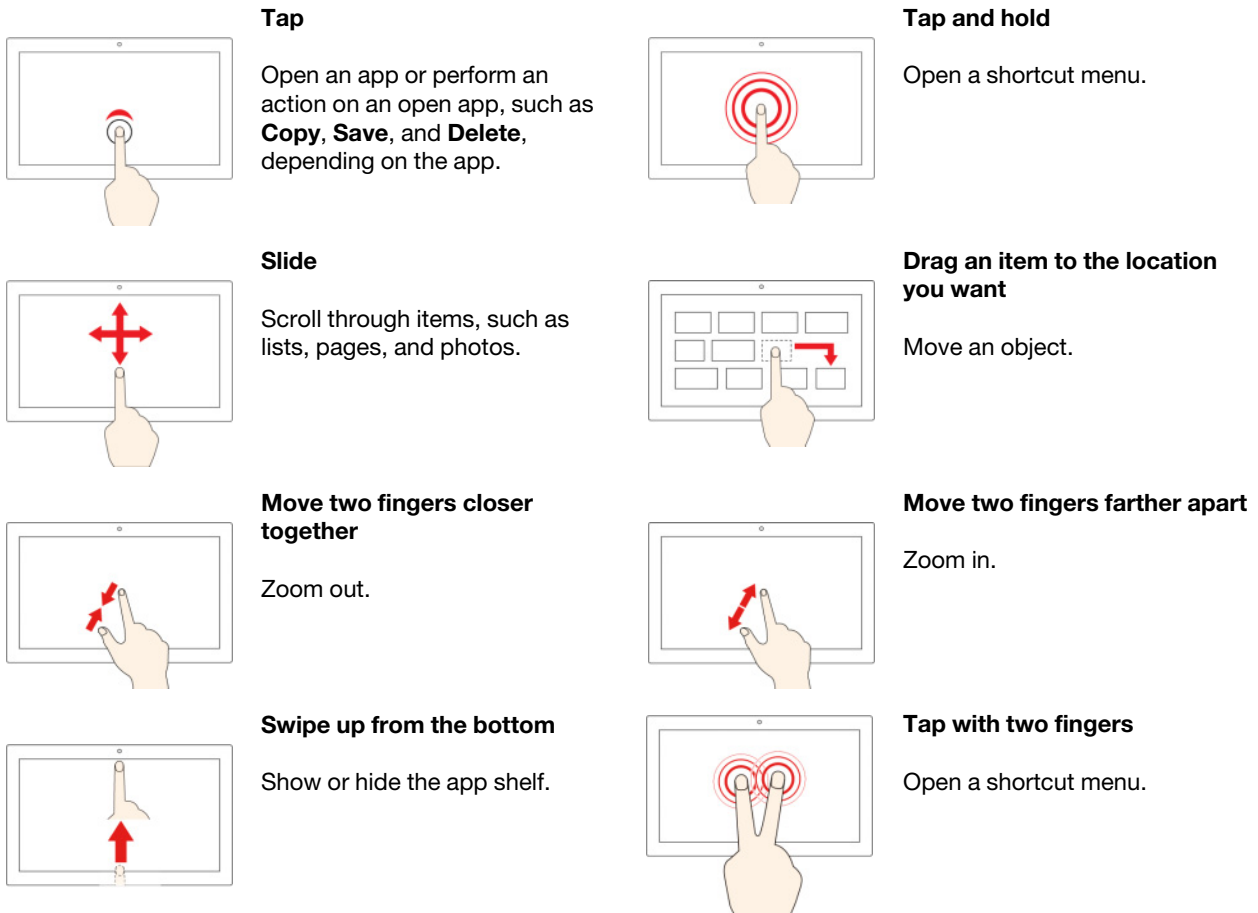 Tap
Open an app or perform an
action on an open app, such as
Copy, Save, and Delete,
depending on the app.
Tap and hold
Open a shortcut menu.
Slide
Scroll through items, such as
lists, pages, and photos.
Drag an item to the location
you want
Move an object.
Move two fingers closer
together
Zoom out.
Move two fingers farther apart
Zoom in.
Swipe up from the bottom
Show or hide the app shelf.
Tap with two fingers
Open a shortcut menu.